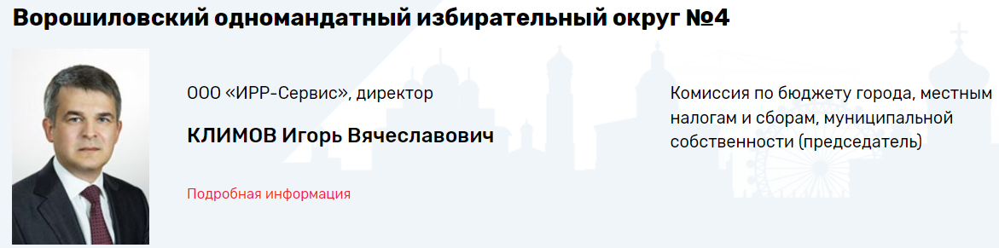 Ворошиловский одномандатный избирательный округ №4
ООО «ИРР-Сервис», директор
КЛИМОВ Игорь Вячеславович
Подробная информация
Комиссия по бюджету города, местным
налогам и сборам, муниципальной
собственности (председатель)